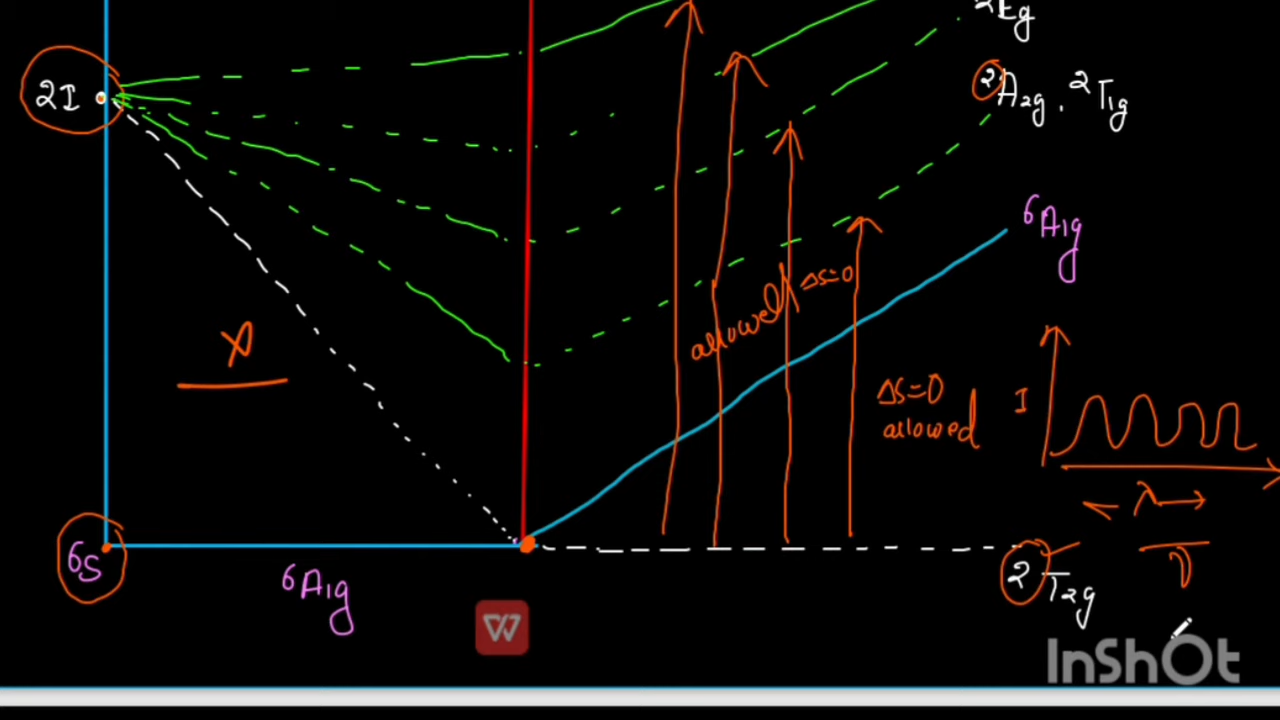 ²Eg
2I
²A₂g, ²T₁g
⁶A₁g
allowed
ΔS=0
X
ΔS=0
allowed
I
← λ →
ν̄
⁶S
⁶A₁g
²T₂g
W
InShOt